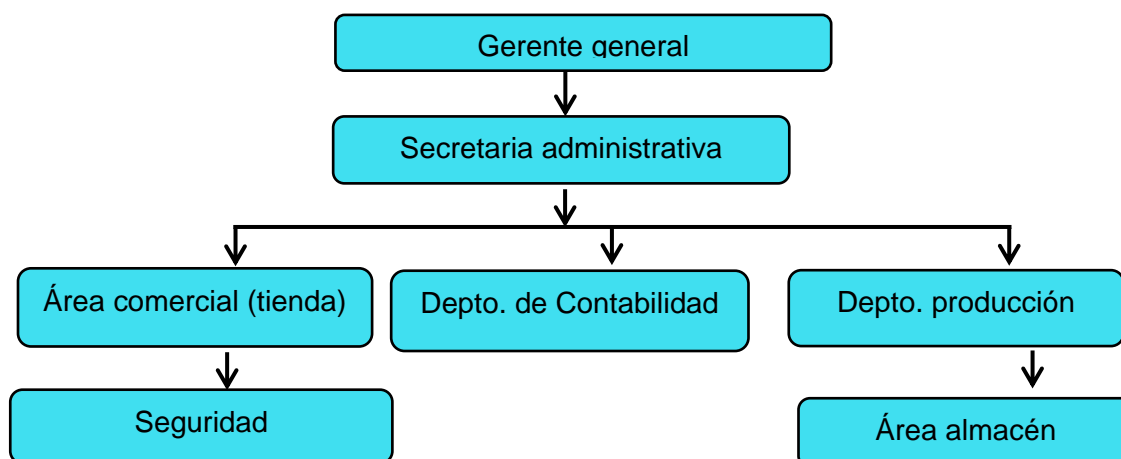 Gerente general
Secretaria administrativa
Área comercial (tienda)
Depto. de Contabilidad
Depto. producción
Seguridad
Área almacén